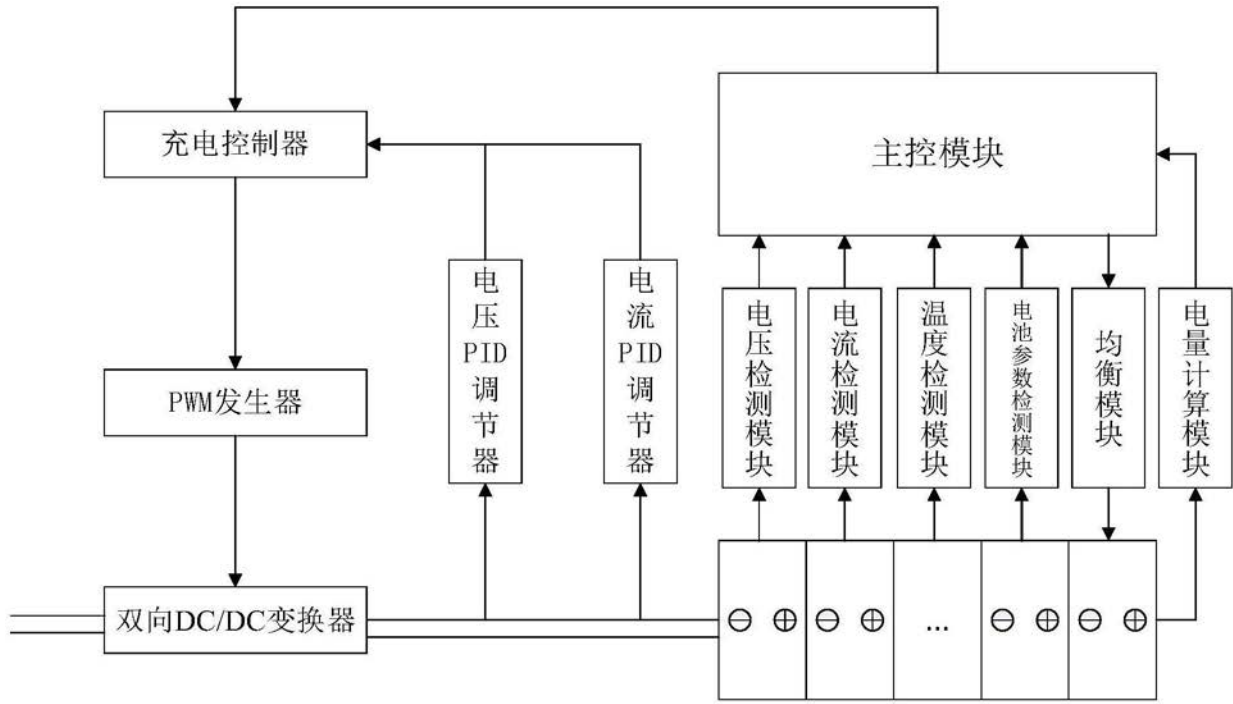 充电控制器
主控模块
电压PID调节器
电流PID调节器
电压检测模块
电流检测模块
温度检测模块
电池参数检测模块
均衡模块
电量计算模块
PWM发生器
双向DC/DC变换器
...